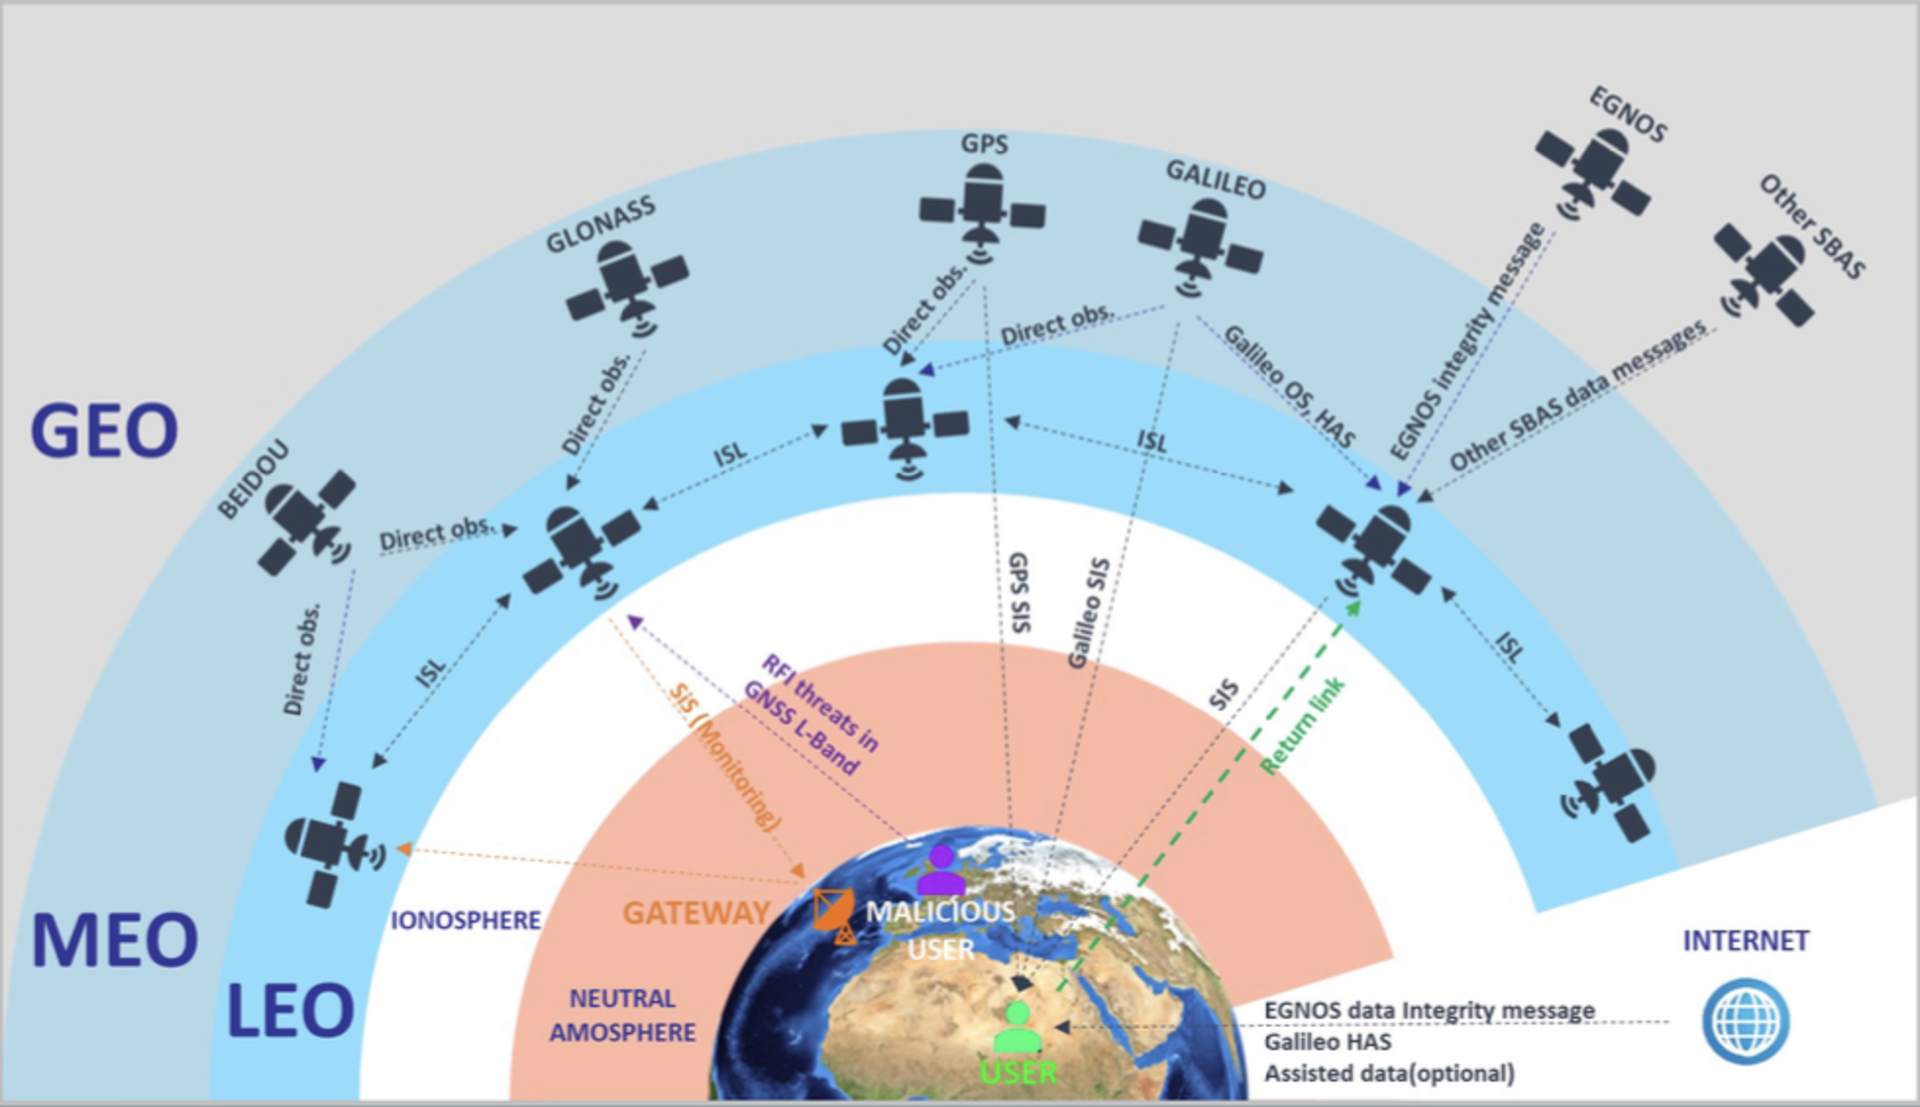 EGNOS
GPS
GALILEO
Other SBAS
GLONASS
Direct obs.
Direct obs.
Direct obs.
Galileo OS, HAS
EGNOS integrity message
Other SBAS data messages
GEO
BEIDOU
ISL
ISL
Direct obs.
Direct obs.
ISL
ISL
GPS SIS
Galileo SIS
SIS
Return link
RFI threats in
GNSS L-Band
SiS (Monitoring)
MEO
IONOSPHERE
GATEWAY
MALICIOUS
USER
INTERNET
LEO
NEUTRAL
AMOSPHERE
USER
EGNOS data Integrity message
Galileo HAS
Assisted data(optional)